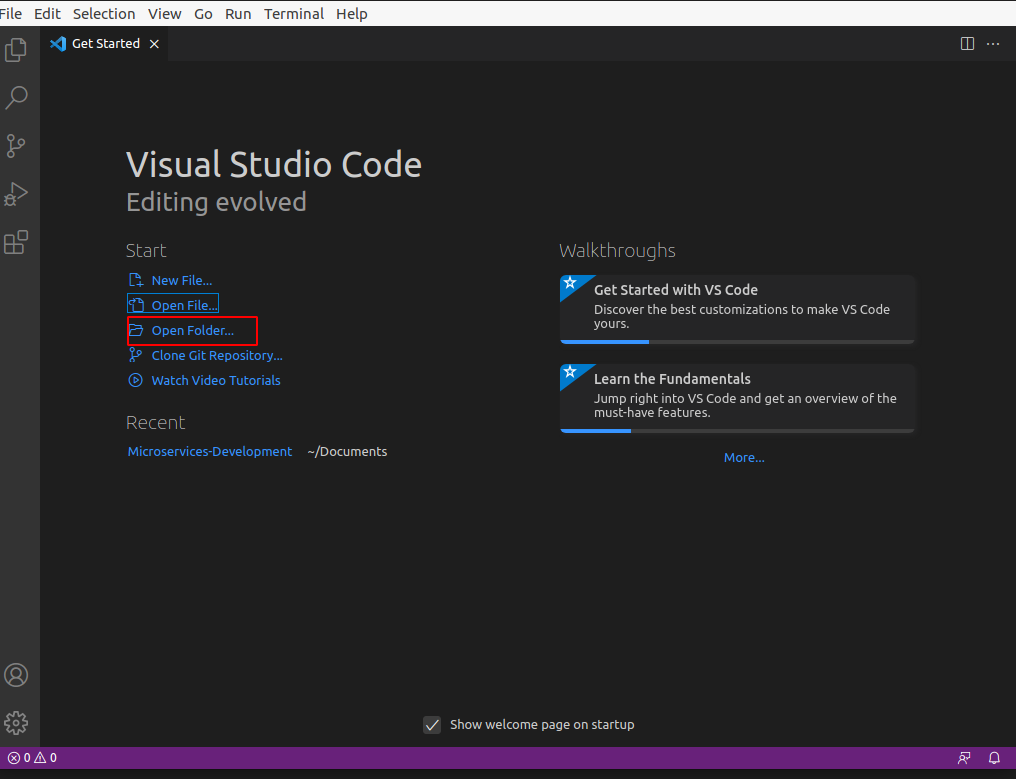 File Edit Selection View Go Run Terminal Help
Get Started
Visual Studio Code
Editing evolved
Start
New File...
Open File...
Open Folder...
Clone Git Repository...
Watch Video Tutorials
Recent
Microservices-Development ~/Documents
Walkthroughs
Get Started with VS Code
Discover the best customizations to make VS Code
yours.
Learn the Fundamentals
Jump right into VS Code and get an overview of the
must-have features.
More...
Show welcome page on startup
0 0